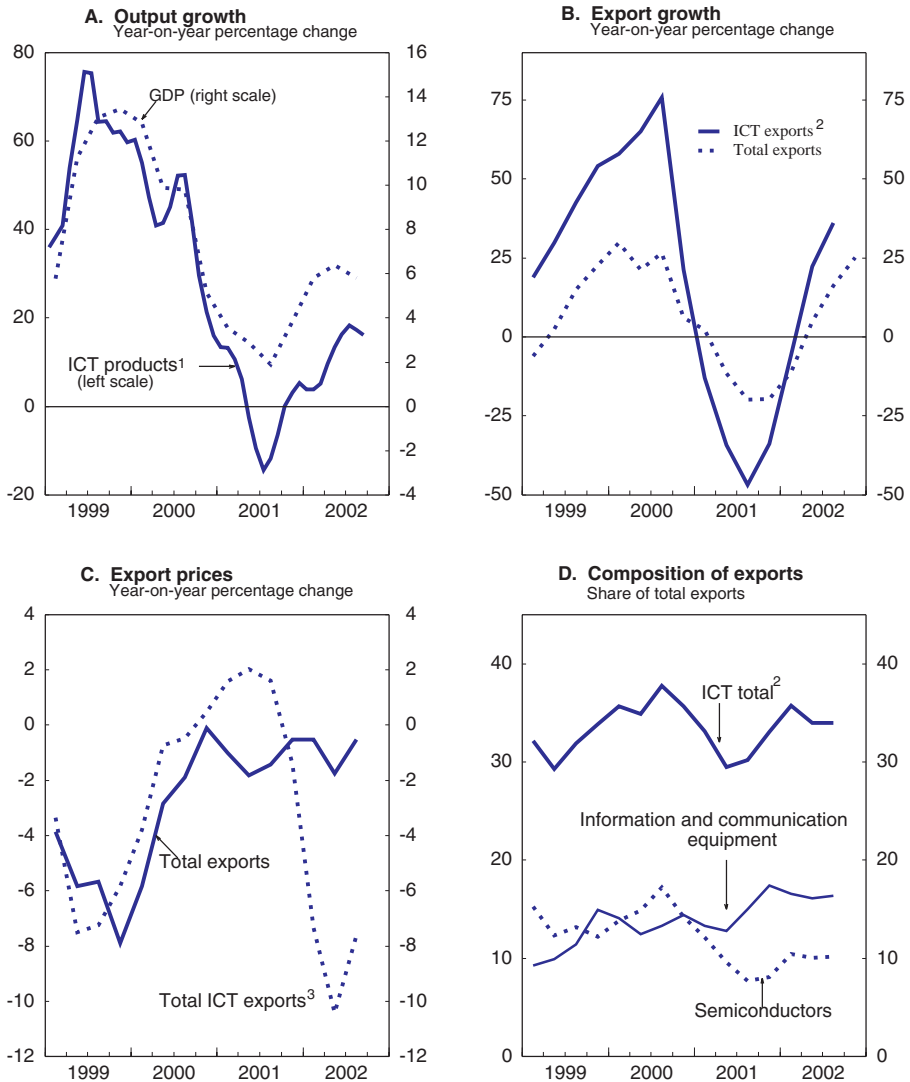 A. Output growth
Year-on-year percentage change
80
60
40
20
0
-20
16
14
12
10
8
6
4
2
0
-2
-4
GDP (right scale)
ICT products1
(left scale)
1999 2000 2001 2002
B. Export growth
Year-on-year percentage change
75
50
25
0
-25
-50
75
50
25
0
-25
-50
ICT exports 2
Total exports
1999 2000 2001 2002
C. Export prices
Year-on-year percentage change
4
2
0
-2
-4
-6
-8
-10
-12
4
2
0
-2
-4
-6
-8
-10
-12
Total exports
Total ICT exports3
1999 2000 2001 2002
D. Composition of exports
Share of total exports
40
30
20
10
0
40
30
20
10
0
ICT total2
Information and communication
equipment
Semiconductors
1999 2000 2001 2002